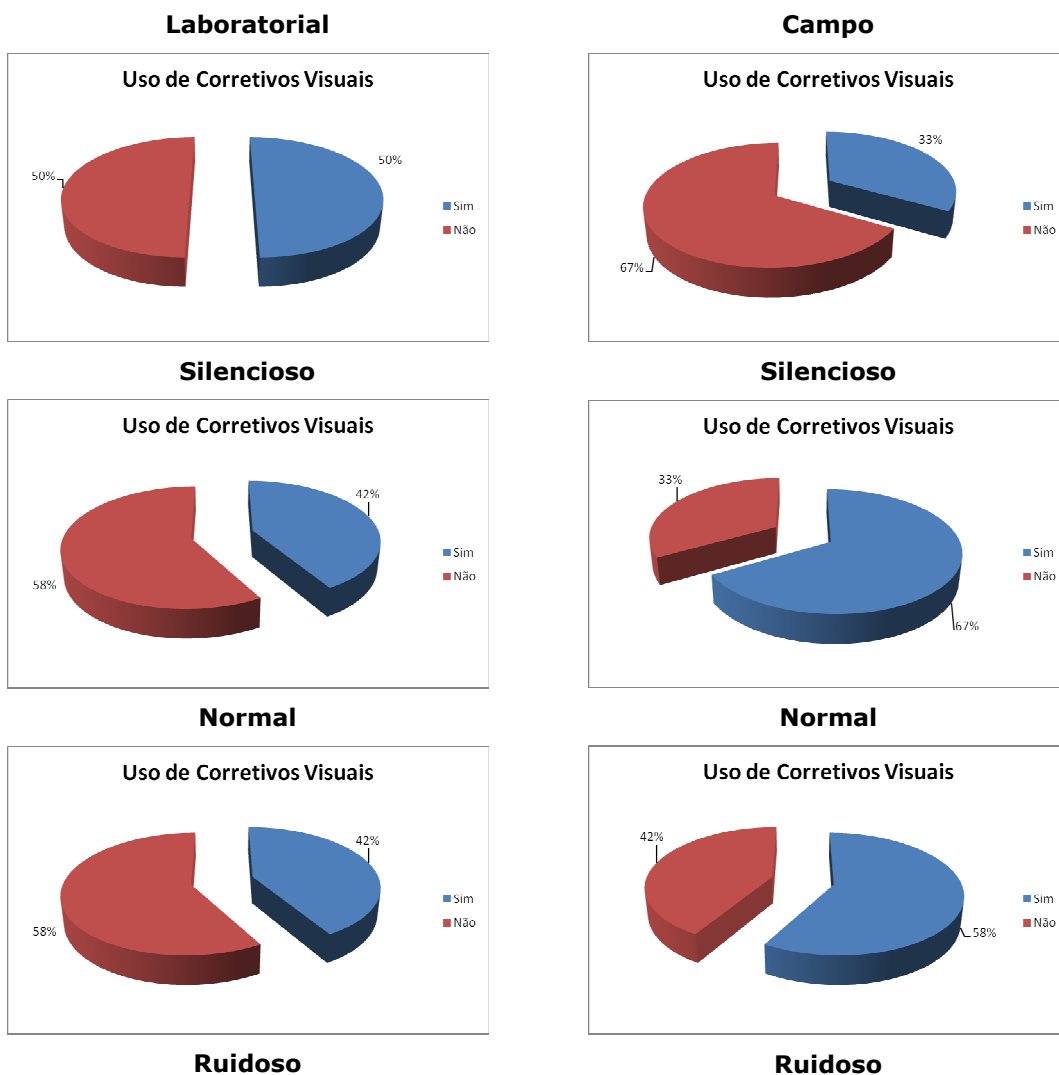 Laboratorial
Campo
Uso de Corretivos Visuais
50%
50%
Sim
Não
Uso de Corretivos Visuais
33%
67%
Sim
Não
Silencioso
Silencioso
Uso de Corretivos Visuais
42%
58%
Sim
Não
Uso de Corretivos Visuais
33%
67%
Sim
Não
Normal
Normal
Uso de Corretivos Visuais
42%
58%
Sim
Não
Uso de Corretivos Visuais
42%
58%
Sim
Não
Ruidoso
Ruidoso